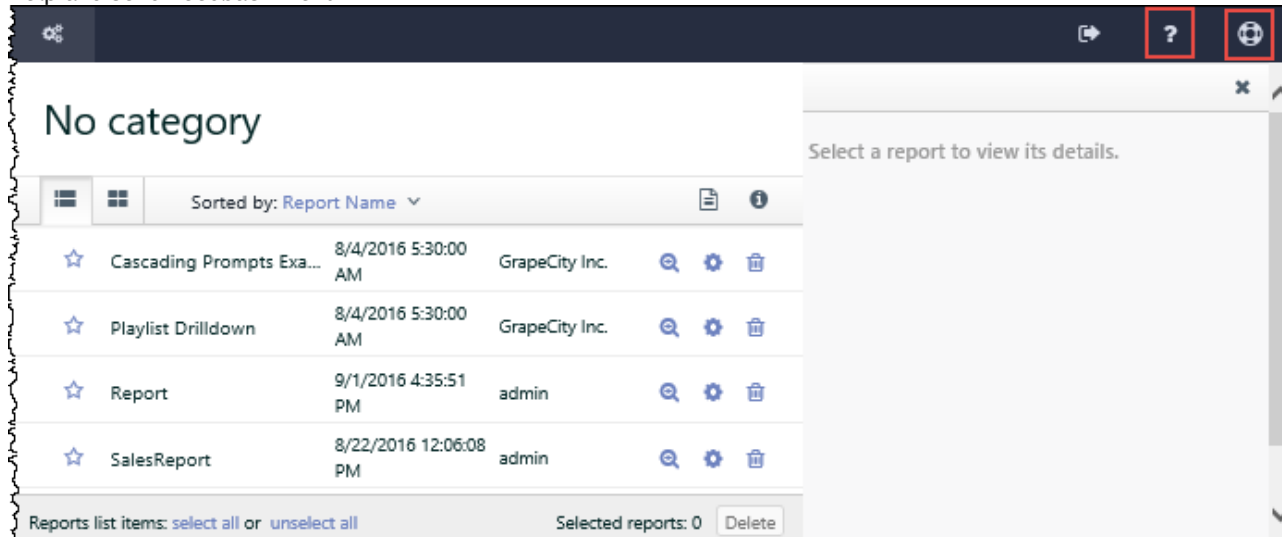 ?
No category
Select a report to view its details.
Sorted by: Report Name
Cascading Prompts Exa... 8/4/2016 5:30:00 AM GrapeCity Inc.
Playlist Drilldown 8/4/2016 5:30:00 AM GrapeCity Inc.
Report 9/1/2016 4:35:51 PM admin
SalesReport 8/22/2016 12:06:08 PM admin
Reports list items: select all or unselect all Selected reports: 0 Delete